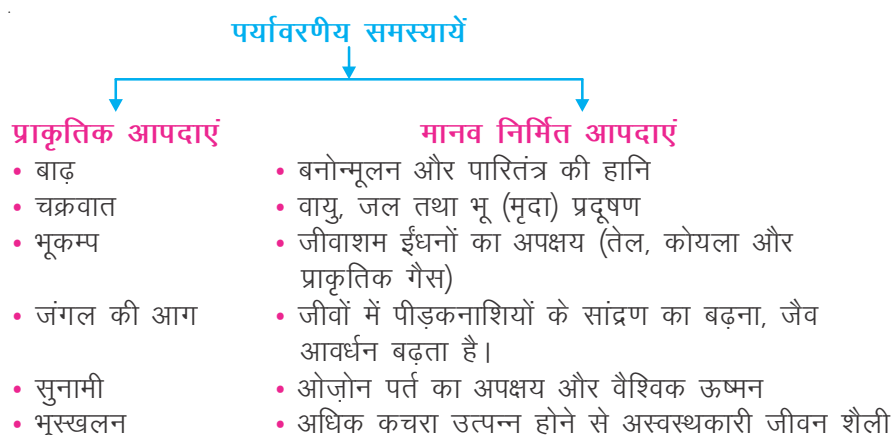 पर्यावरणीय समस्यायें
प्राकृतिक आपदाएं मानव निर्मित आपदाएं
• बाढ़ • बनोन्मूलन और पारितंत्र की हानि
• चक्रवात • वायु, जल तथा भू (मृदा) प्रदूषण
• भूकम्प • जीवाशम ईंधनों का अपक्षय (तेल, कोयला और
प्राकृतिक गैस)
• जंगल की आग • जीवों में पीड़कनाशियों के सांद्रण का बढ़ना, जैव
आवर्धन बढ़ता है।
• सुनामी • ओज़ोन पर्त का अपक्षय और वैश्विक ऊष्मन
• भूस्खलन • अधिक कचरा उत्पन्न होने से अस्वस्थकारी जीवन शैली